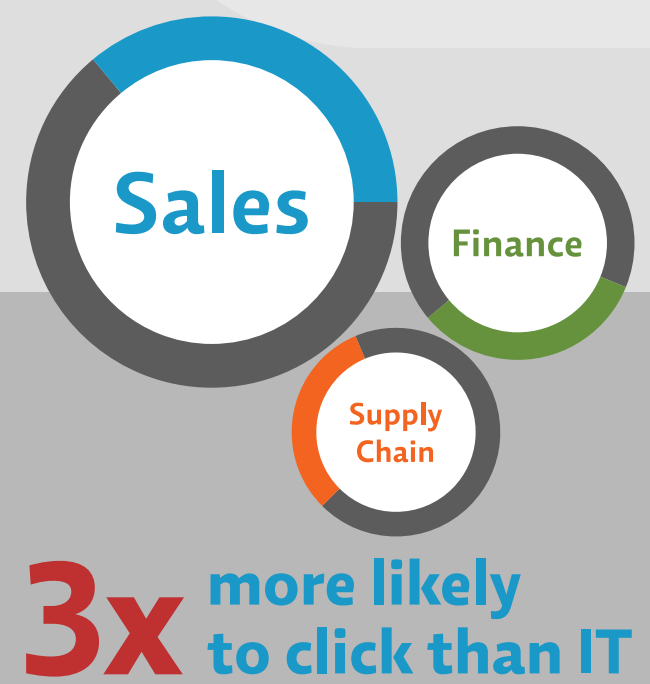 Sales
Finance
Supply
Chain
3x more likely
to click than IT